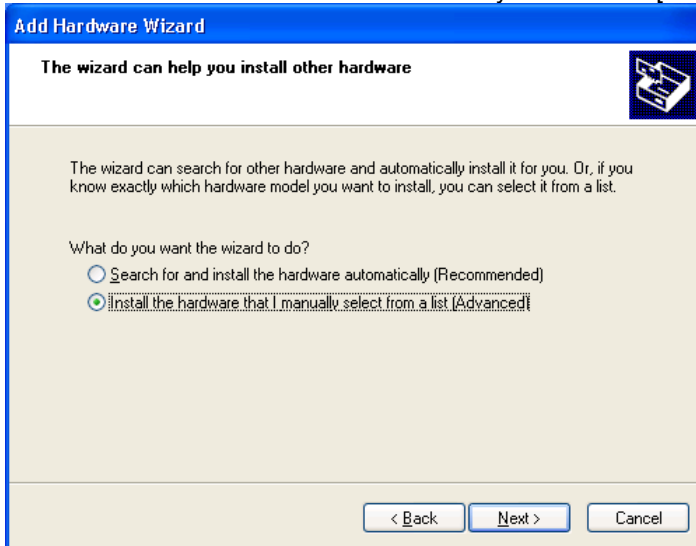 Add Hardware Wizard
The wizard can help you install other hardware
The wizard can search for other hardware and automatically install it for you. Or, if you
know exactly which hardware model you want to install, you can select it from a list.
What do you want the wizard to do?
Search for and install the hardware automatically (Recommended)
Install the hardware that I manually select from a list (Advanced)
< Back Next > Cancel